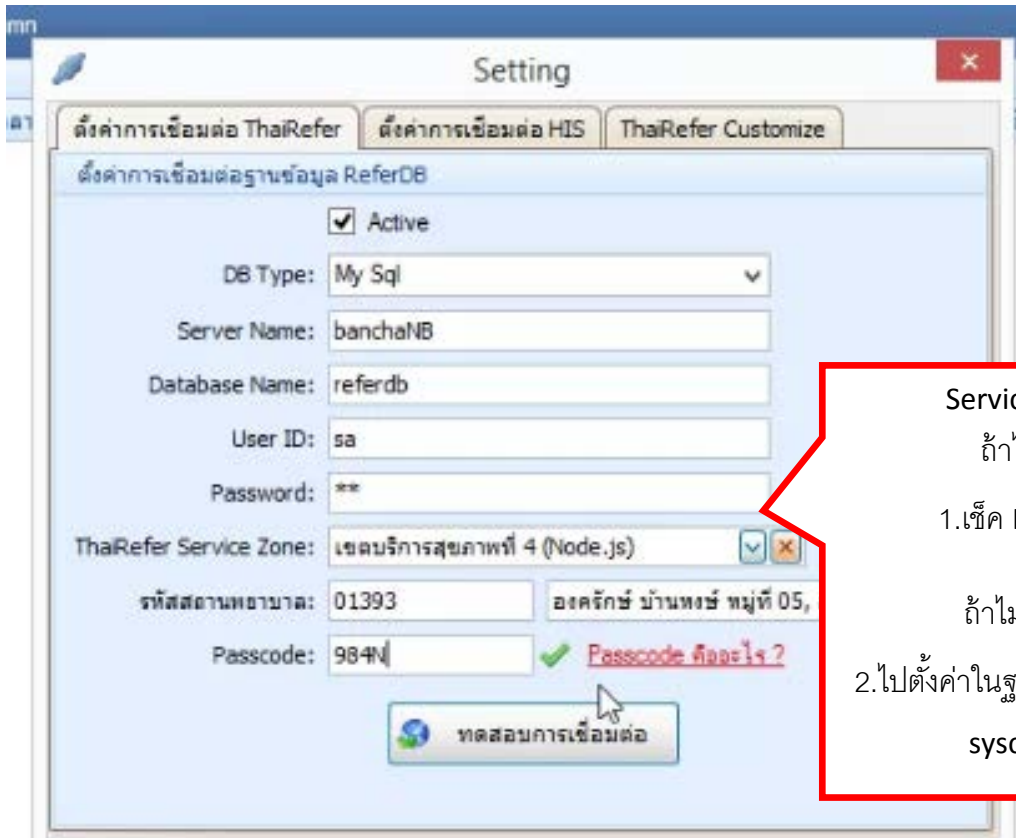 mn
Setting
ตั้งค่าการเชื่อมต่อ ThaiRefer ตั้งค่าการเชื่อมต่อ HIS ThaiRefer Customize
ตั้งค่าการเชื่อมต่อฐานข้อมูล ReferDB
Active
DB Type: My Sql
Server Name: banchaNB
Database Name: referdb
User ID: sa
Password: **
ThaiRefer Service Zone: เขตบริการสุขภาพที่ 4 (Node.js)
รหัสสถานพยาบาล: 01393 องครักษ์ บ้านหงษ์ หมู่ที่ 05,
Passcode: 984N Passcode คืออะไร ?
ทดสอบการเชื่อมต่อ
Servic
ถ้าไ
1.เช็ค
ถ้าไม
2.ไปตั้งค่าในฐ
sysc